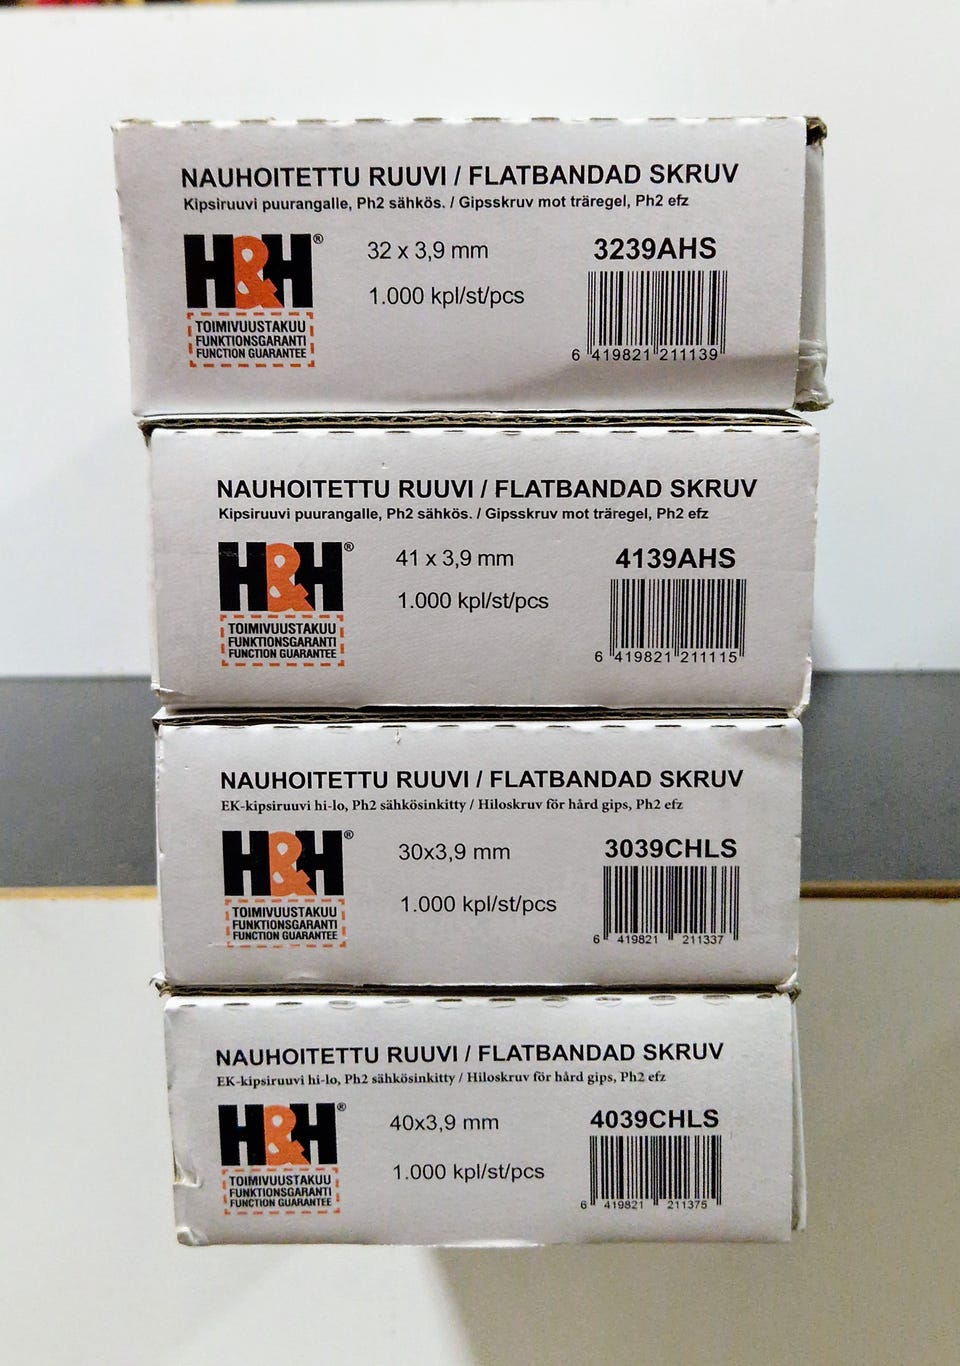 NAUHOITETTU RUUVI / FLATBANDAD SKRUV
Kipsiruuvi puurangalle, Ph2 sähkös. / Gipsskruv mot träregel, Ph2 efz
H&H®
32 x 3,9 mm
3239AHS
1.000 kpl/st/pcs
TOIMIVUUSTAKUU
FUNKTIONSGARANTI
FUNCTION GUARANTEE
6 419821 211139
NAUHOITETTU RUUVI / FLATBANDAD SKRUV
Kipsiruuvi puurangalle, Ph2 sähkös. / Gipsskruv mot träregel, Ph2 efz
H&H®
41 x 3,9 mm
4139AHS
1.000 kpl/st/pcs
TOIMIVUUSTAKUU
FUNKTIONSGARANTI
FUNCTION GUARANTEE
6 419821 211115
NAUHOITETTU RUUVI / FLATBANDAD SKRUV
EK-kipsiruuvi hi-lo, Ph2 sähkösinkitty / Hiloskruv för hård gips, Ph2 efz
H&H®
30x3,9 mm
3039CHLS
1.000 kpl/st/pcs
TOIMIVUUSTAKUU
FUNKTIONSGARANTI
FUNCTION GUARANTEE
6 419821 211337
NAUHOITETTU RUUVI / FLATBANDAD SKRUV
EK-kipsiruuvi hi-lo, Ph2 sähkösinkitty / Hiloskruv för hård gips, Ph2 efz
H&H®
40x3,9 mm
4039CHLS
1.000 kpl/st/pcs
TOIMIVUUSTAKUU
FUNKTIONSGARANTI
FUNCTION GUARANTEE
6 419821 211375